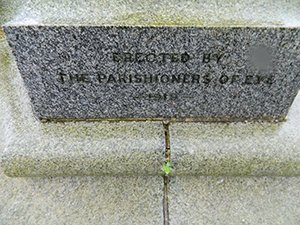 ERECTED BY
THE PARISHIONERS OF EYE